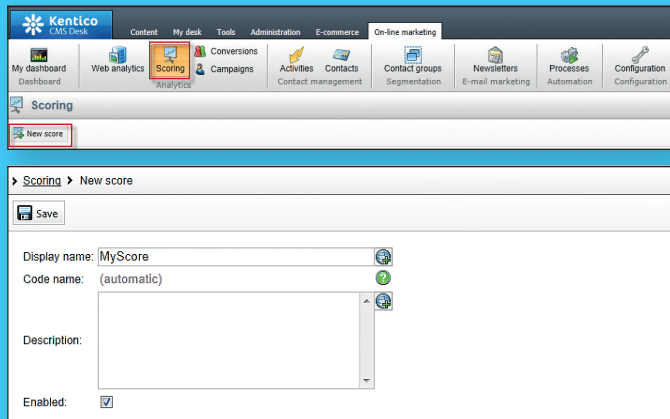 Kentico
CMS Desk
Content My desk Tools Administration E-commerce On-line marketing
My dashboard Web analytics Scoring Conversions Campaigns Activities Contacts Contact groups Newsletters Processes Configuration
Dashboard Analytics Contact management Segmentation E-mail marketing Automation Configuration
Scoring
New score
Scoring New score
Save
Display name: MyScore
Code name: (automatic)
Description:
Enabled: